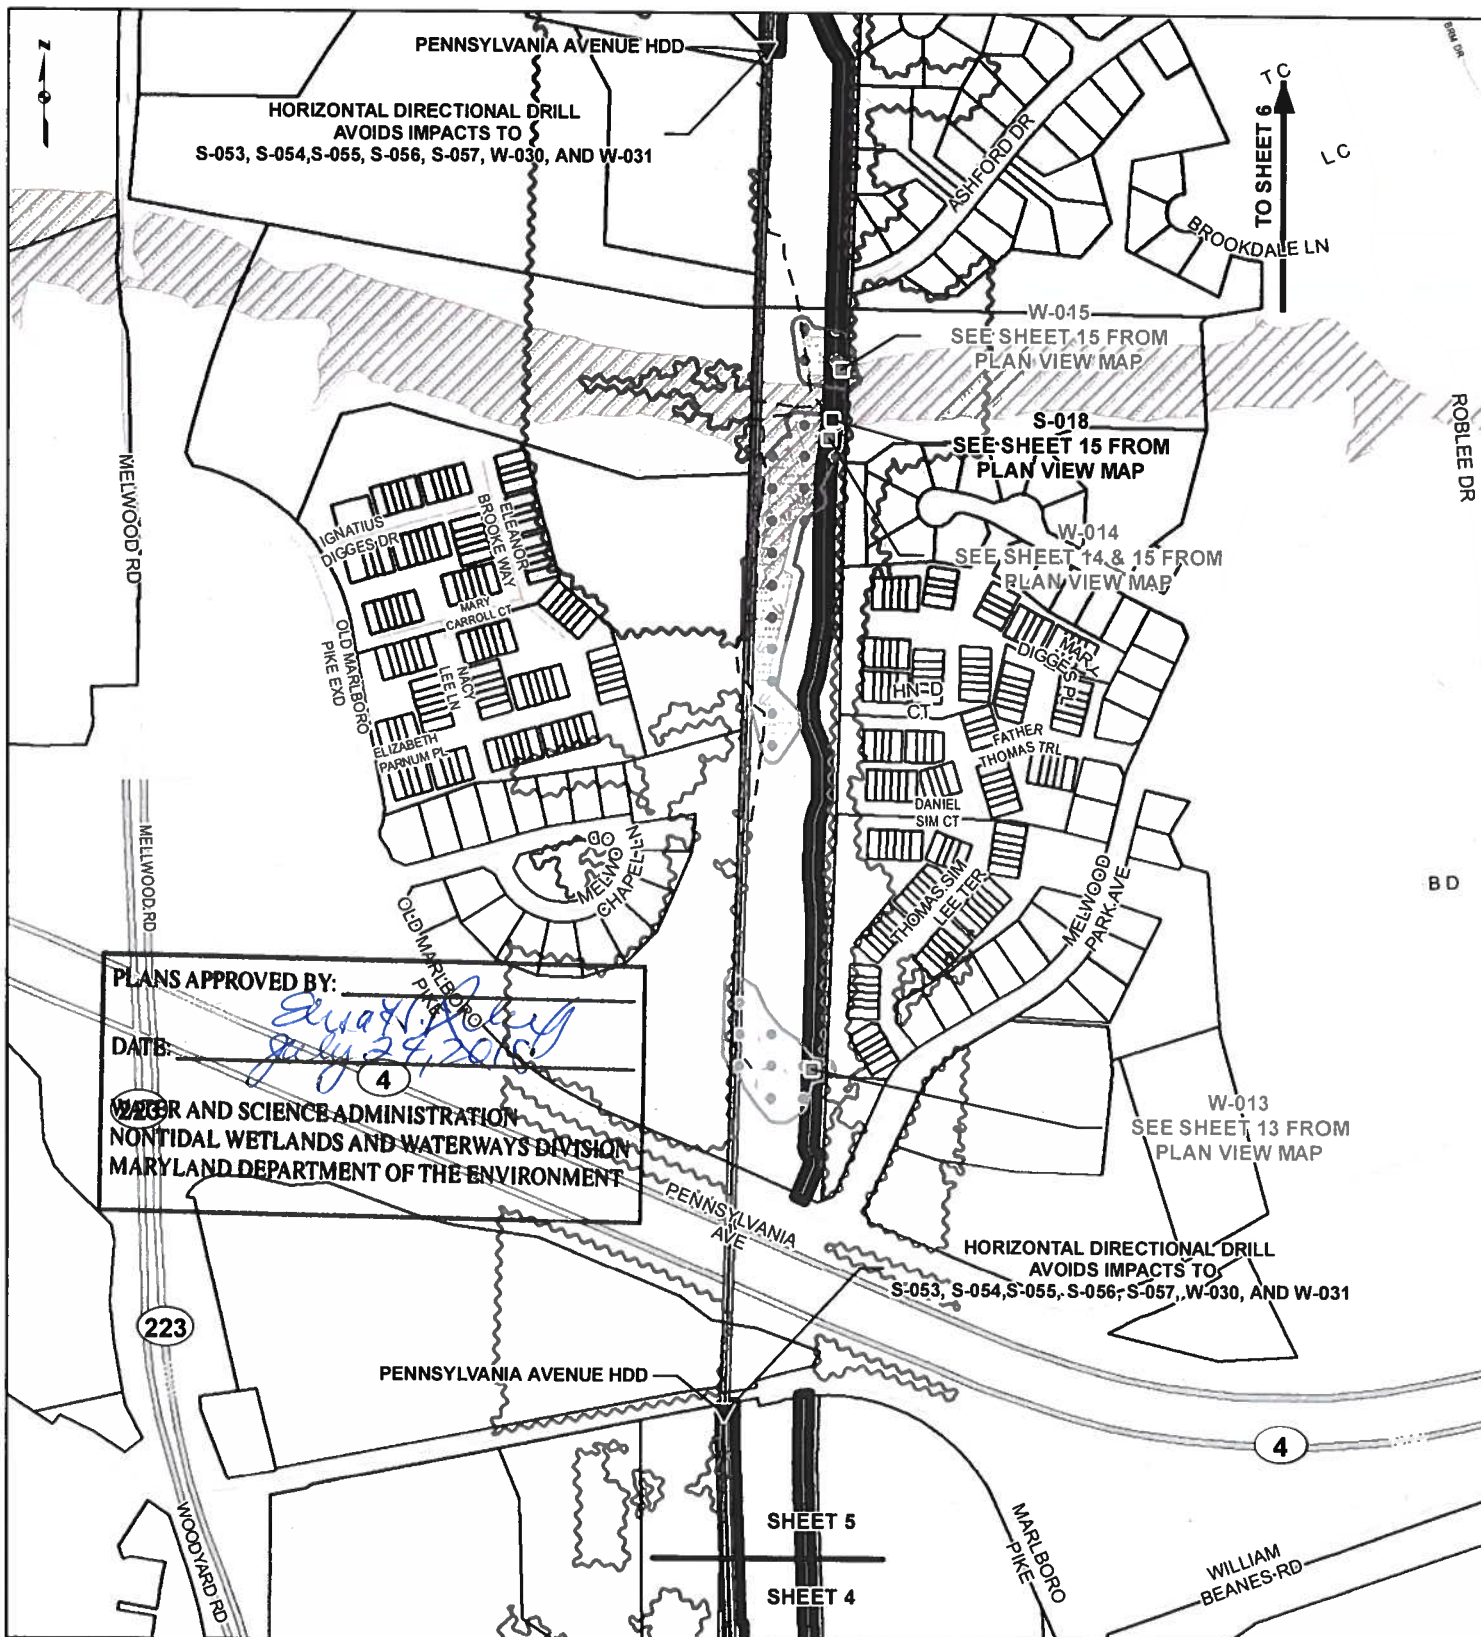 N
PENNSYLVANIA AVENUE HDD
HORIZONTAL DIRECTIONAL DRILL
AVOIDS IMPACTS TO
S-053, S-054,S-055, S-056, S-057, W-030, AND W-031
BRM DR
T C
TO SHEET 6
L C
ASHFORD DR
BROOKDALE LN
W-015
SEE SHEET 15 FROM
PLAN VIEW MAP
S-018
SEE SHEET 15 FROM
PLAN VIEW MAP
ROBLEE DR
MELWOOD RD
IGNATIUS
DIGGES DR
ELEANOR
BROOKE WAY
MARY
CARROLL CT
W-014
SEE SHEET 14 & 15 FROM
PLAN VIEW MAP
OLD MARLBORO
PIKE EXD
NACY
LEE LN
ELIZABETH
PARNUM PL
MARY
DIGGES PL
CT
FATHER
THOMAS TRL
DANIEL
SIM CT
MELLWOOD RD
MELWOOD
CHAPEL LN
THOMAS SIM
LEE TER
MELWOOD
PARK AVE
B D
OLD MARLBORO
PIKE
PLANS APPROVED BY:
DATE: July 24, 2018
4
223
WATER AND SCIENCE ADMINISTRATION
NONTIDAL WETLANDS AND WATERWAYS DIVISION
MARYLAND DEPARTMENT OF THE ENVIRONMENT
W-013
SEE SHEET 13 FROM
PLAN VIEW MAP
PENNSYLVANIA
AVE
HORIZONTAL DIRECTIONAL DRILL
AVOIDS IMPACTS TO
S-053, S-054,S-055, S-056, S-057, W-030, AND W-031
223
PENNSYLVANIA AVENUE HDD
4
WOODYARD RD
SHEET 5
SHEET 4
MARLBORO
PIKE
WILLIAM
BEANES RD